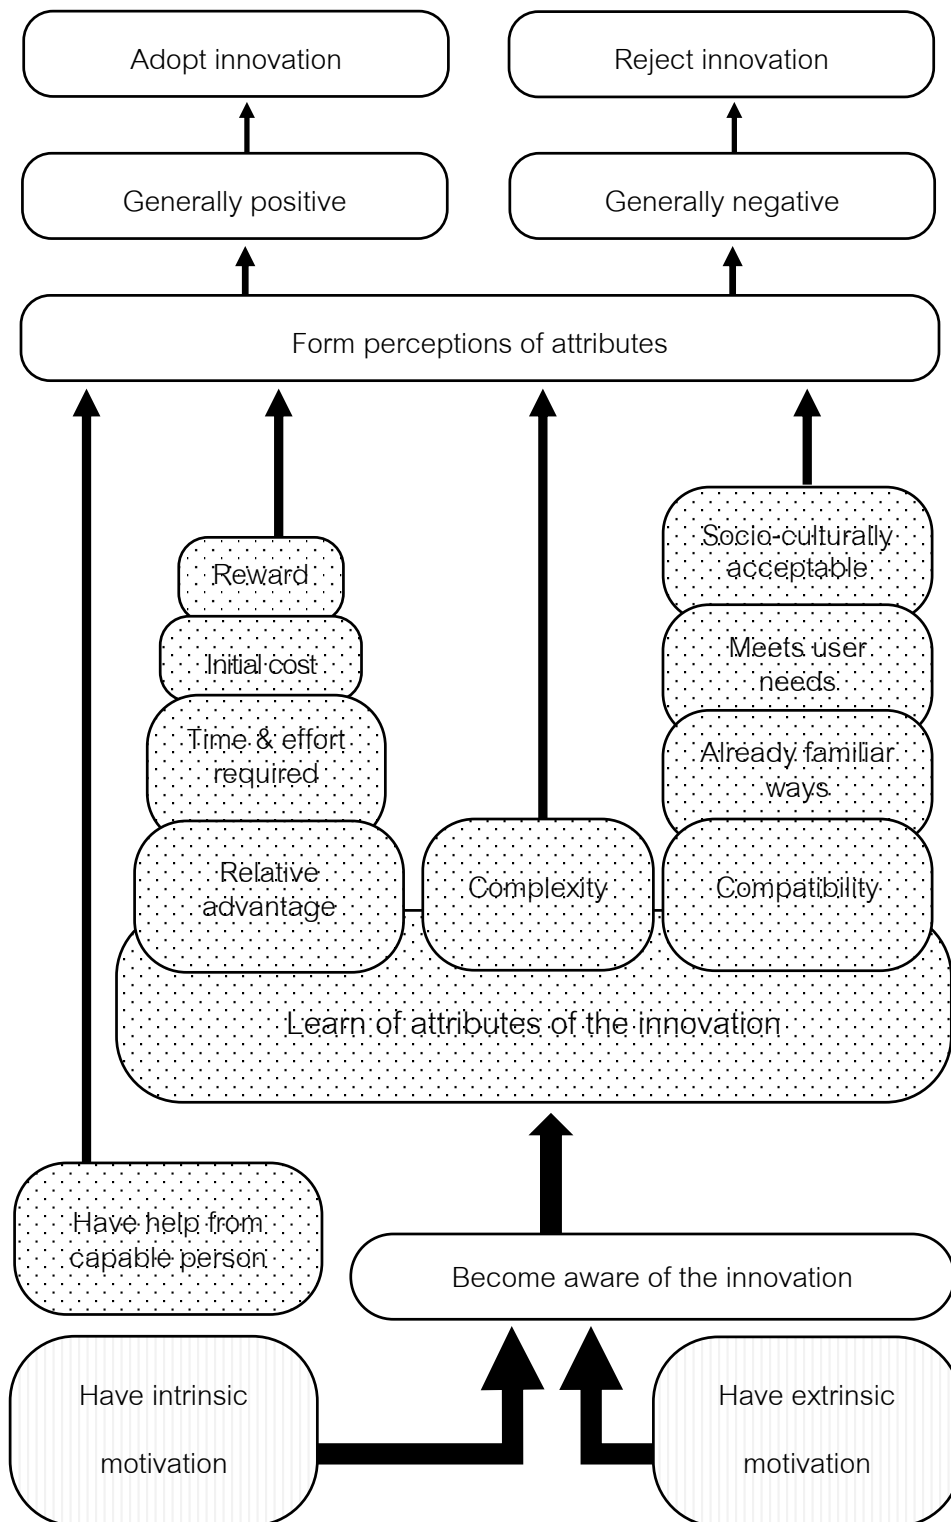 Adopt innovation
Reject innovation
Generally positive
Generally negative
Form perceptions of attributes
Socio-culturally
acceptable
Reward
Meets user
needs
Initial cost
Time & effort
required
Already familiar
ways
Relative
advantage
Complexity
Compatibility
Learn of attributes of the innovation
Have help from
capable person
Become aware of the innovation
Have intrinsic
motivation
Have extrinsic
motivation